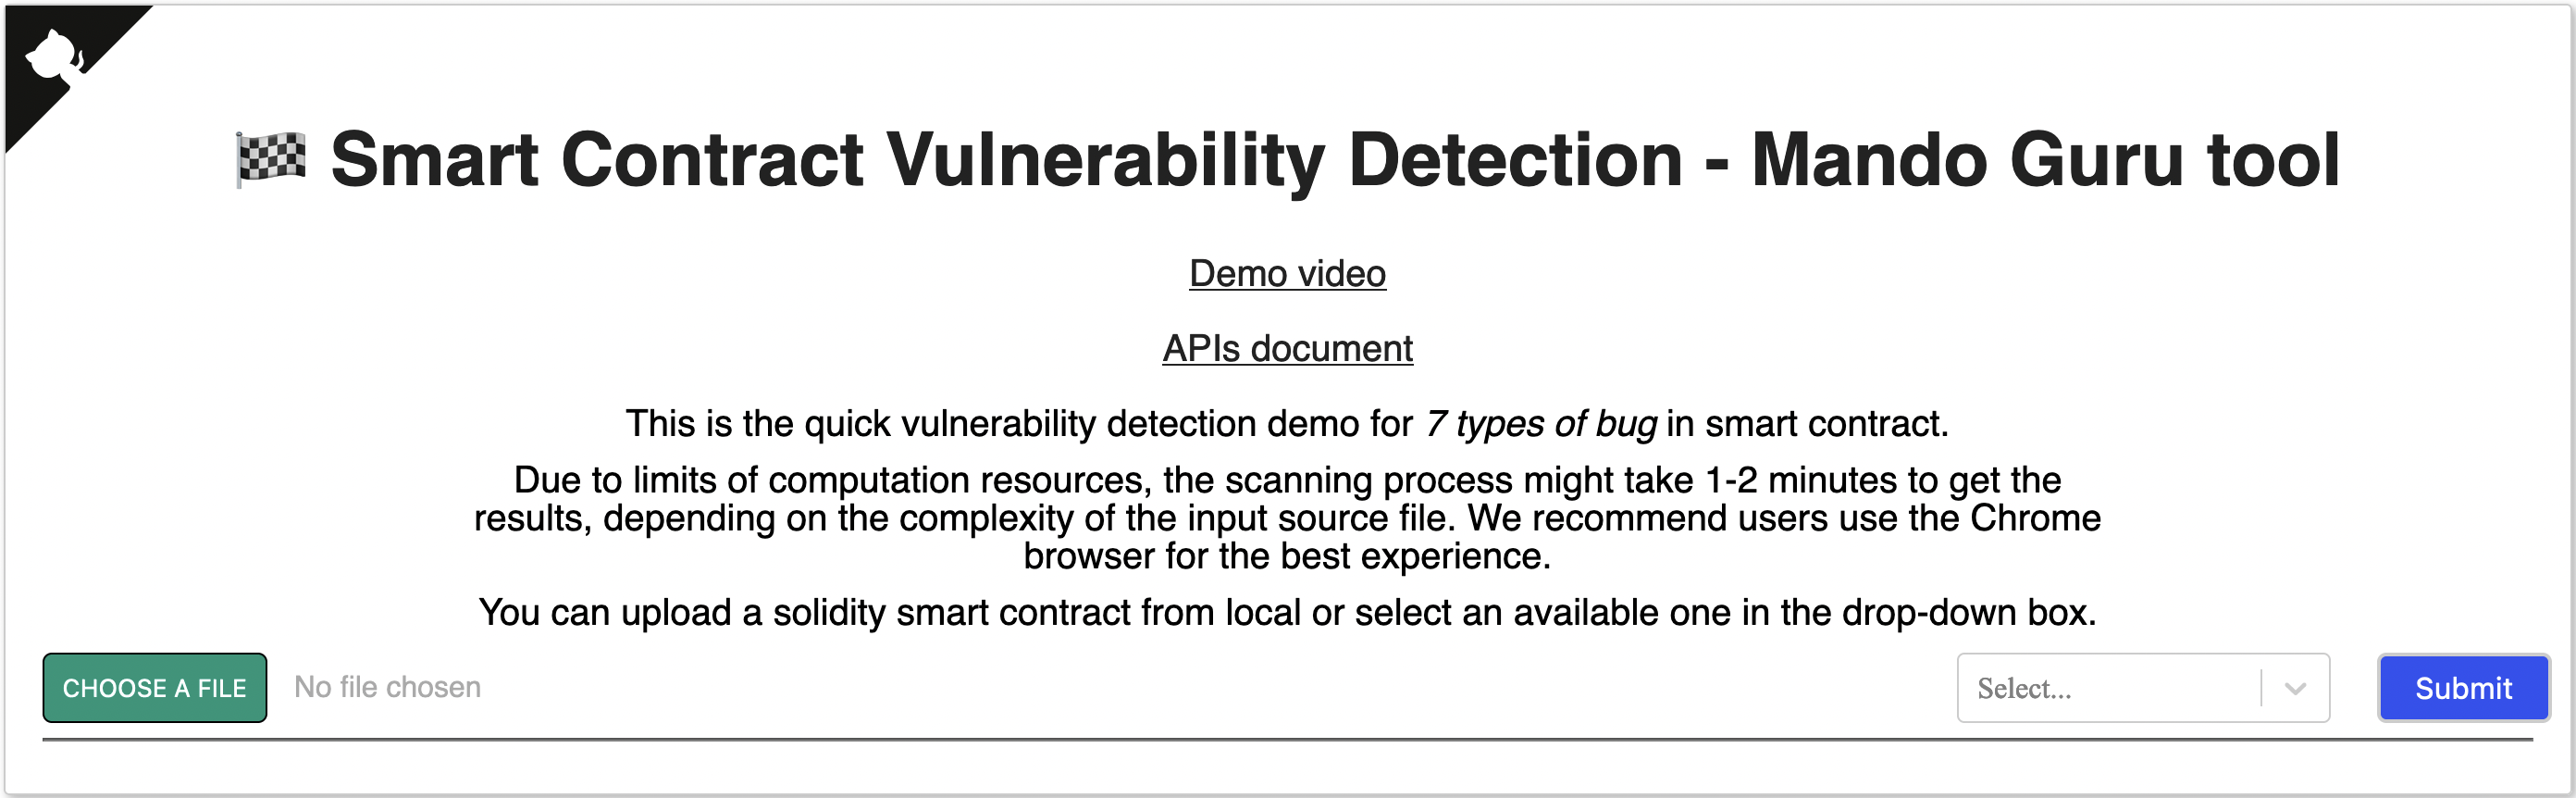 🏁 Smart Contract Vulnerability Detection - Mando Guru tool
Demo video
APIs document
This is the quick vulnerability detection demo for 7 types of bug in smart contract.
Due to limits of computation resources, the scanning process might take 1-2 minutes to get the
results, depending on the complexity of the input source file. We recommend users use the Chrome
browser for the best experience.
You can upload a solidity smart contract from local or select an available one in the drop-down box.
CHOOSE A FILE No file chosen Select... Submit